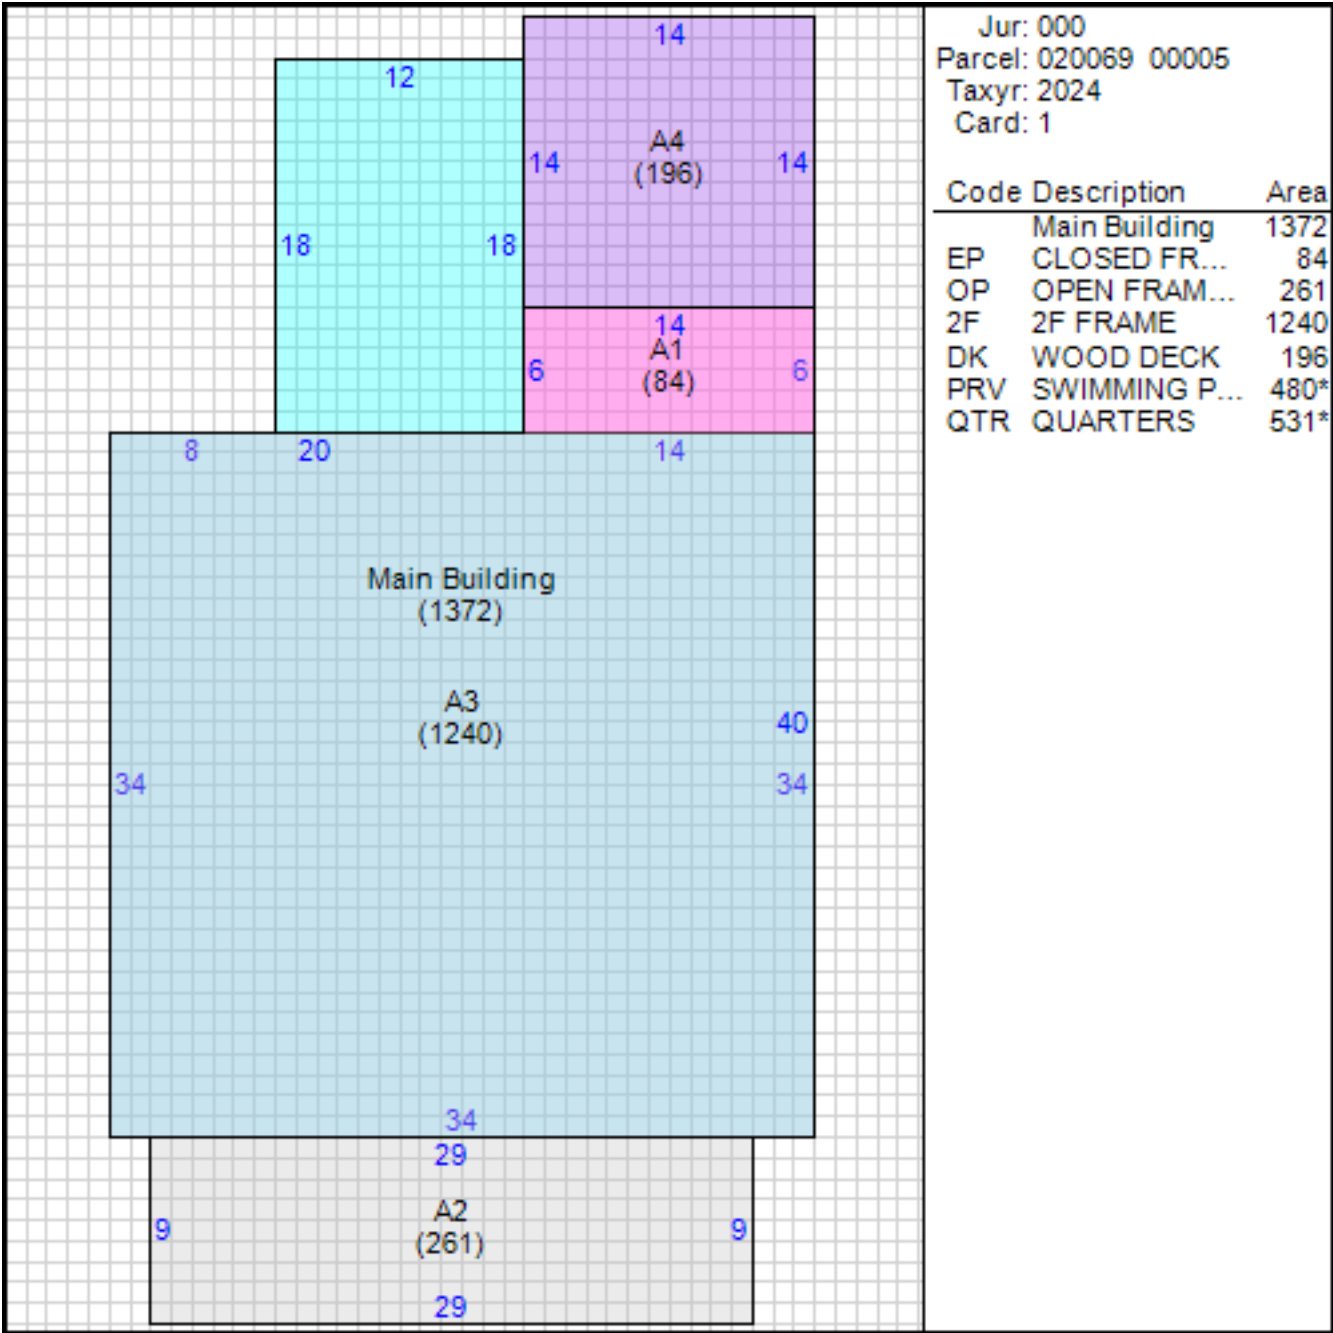 14
12
A4
(196)
14
14
18
18
14
A1
(84)
6
6
8
20
14
Main Building
(1372)
A3
(1240)
40
34
34
34
29
A2
(261)
9
9
29
Jur: 000
Parcel: 020069 00005
Taxyr: 2024
Card: 1
Code Description Area
Main Building 1372
EP CLOSED FR... 84
OP OPEN FRAM... 261
2F 2F FRAME 1240
DK WOOD DECK 196
PRV SWIMMING P... 480*
QTR QUARTERS 531*